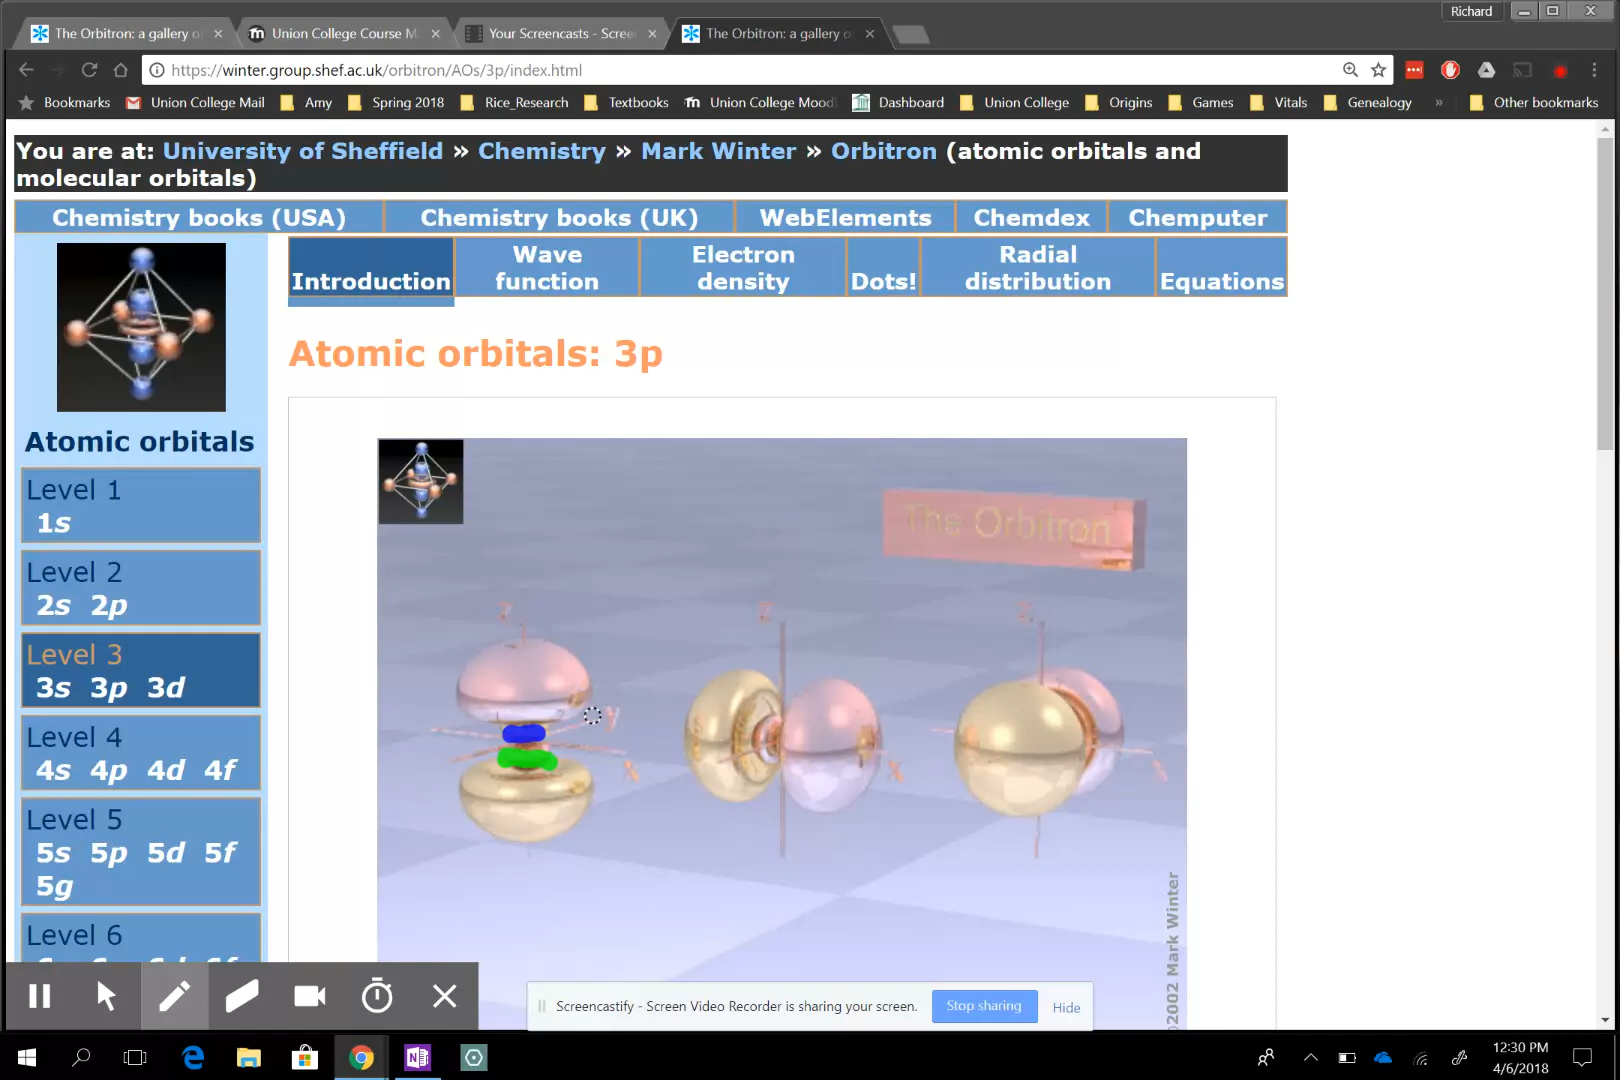 Richard
The Orbitron: a gallery o
Union College Course M
Your Screencasts - Scree
The Orbitron: a gallery o
https://winter.group.shef.ac.uk/orbitron/AOs/3p/index.html
Bookmarks
Union College Mail
Amy
Spring 2018
Rice_Research
Textbooks
Union College Mood
Dashboard
Union College
Origins
Games
Vitals
Genealogy
»
Other bookmarks
You are at: University of Sheffield » Chemistry » Mark Winter » Orbitron (atomic orbitals and
molecular orbitals)
Chemistry books (USA)
Chemistry books (UK)
WebElements
Chemdex
Chemputer
Introduction
Wave
function
Electron
density
Dots!
Radial
distribution
Equations
Atomic orbitals: 3p
Atomic orbitals
Level 1
1s
Level 2
2s 2p
Level 3
3s 3p 3d
Level 4
4s 4p 4d 4f
Level 5
5s 5p 5d 5f
5g
Level 6
The Orbitron
Z
Z
Z
Y
X
X
©2002 Mark Winter
Screencastify - Screen Video Recorder is sharing your screen.
Stop sharing
Hide
12:30 PM
4/6/2018